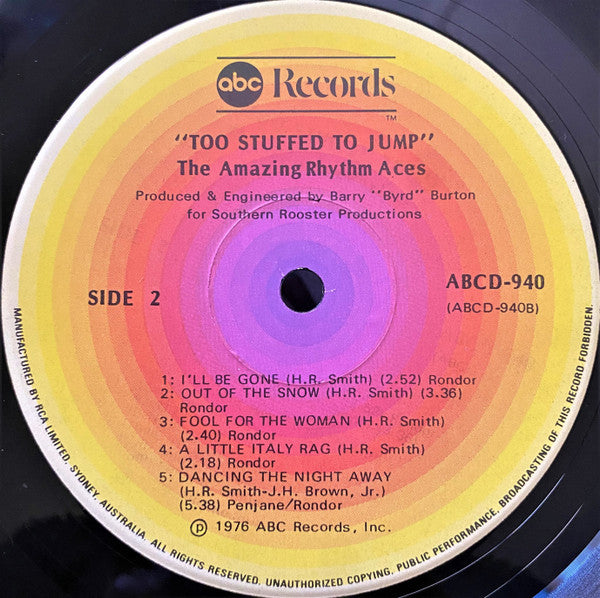 abc Records
TM
"TOO STUFFED TO JUMP"
The Amazing Rhythm Aces
Produced & Engineered by Barry "Byrd" Burton
for Southern Rooster Productions
SIDE 2
ABCD-940
(ABCD-940B)
1: I'LL BE GONE (H.R. Smith) (2.52) Rondor
2: OUT OF THE SNOW (H.R. Smith) (3.36)
Rondor
3: FOOL FOR THE WOMAN (H.R. Smith)
(2.40) Rondor
4: A LITTLE ITALY RAG (H.R. Smith)
(2.18) Rondor
5: DANCING THE NIGHT AWAY
(H.R. Smith-J.H. Brown, Jr.)
(5.38) Penjane/Rondor
℗ 1976 ABC Records, Inc.
MANUFACTURED BY RCA LIMITED. SYDNEY. AUSTRALIA. ALL RIGHTS RESERVED. UNAUTHORIZED COPYING. PUBLIC PERFORMANCE. BROADCASTING OF THIS RECORD FORBIDDEN.